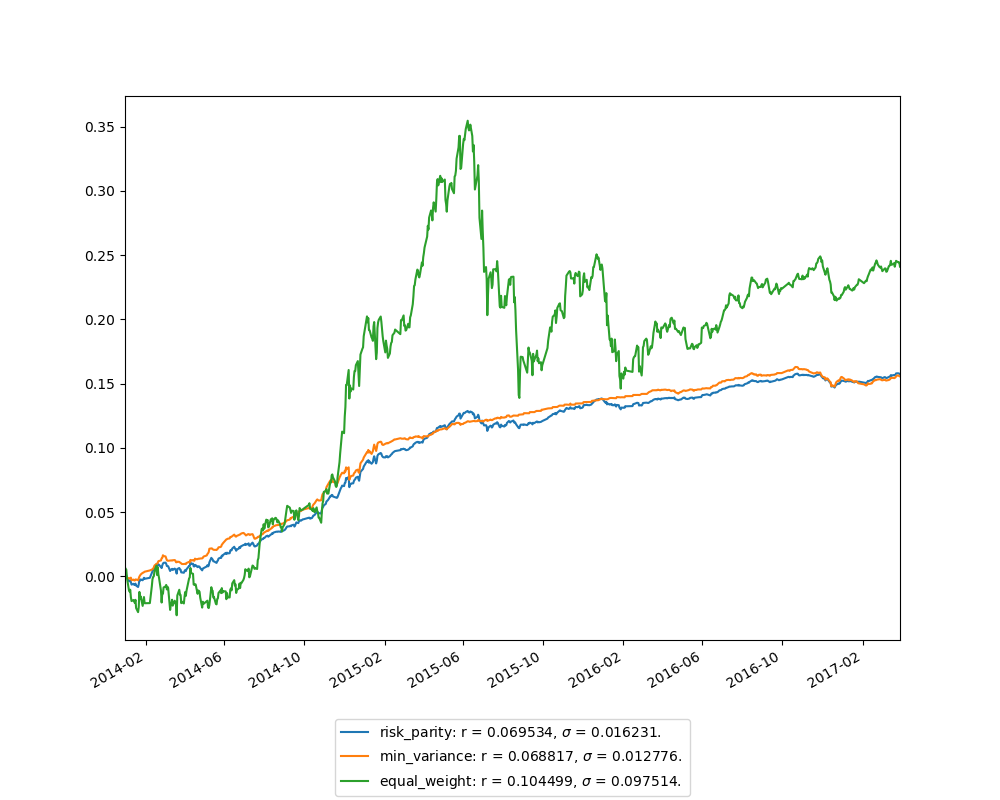 0.35
0.30
0.25
0.20
0.15
0.10
0.05
0.00
2014-02 2014-06 2014-10 2015-02 2015-06 2015-10 2016-02 2016-06 2016-10 2017-02
risk_parity: r = 0.069534, σ = 0.016231.
min_variance: r = 0.068817, σ = 0.012776.
equal_weight: r = 0.104499, σ = 0.097514.